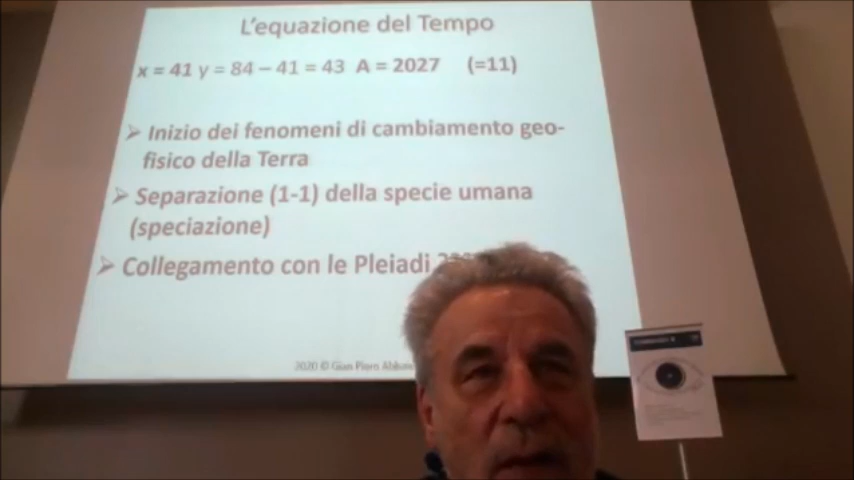 L'equazione del Tempo
x = 41 y = 84 – 41 = 43 A = 2027 (=11)
➢ Inizio dei fenomeni di cambiamento geo-
fisico della Terra
➢ Separazione (1-1) della specie umana
(speciazione)
➢ Collegamento con le Pleiadi
2020 © Gian Piero